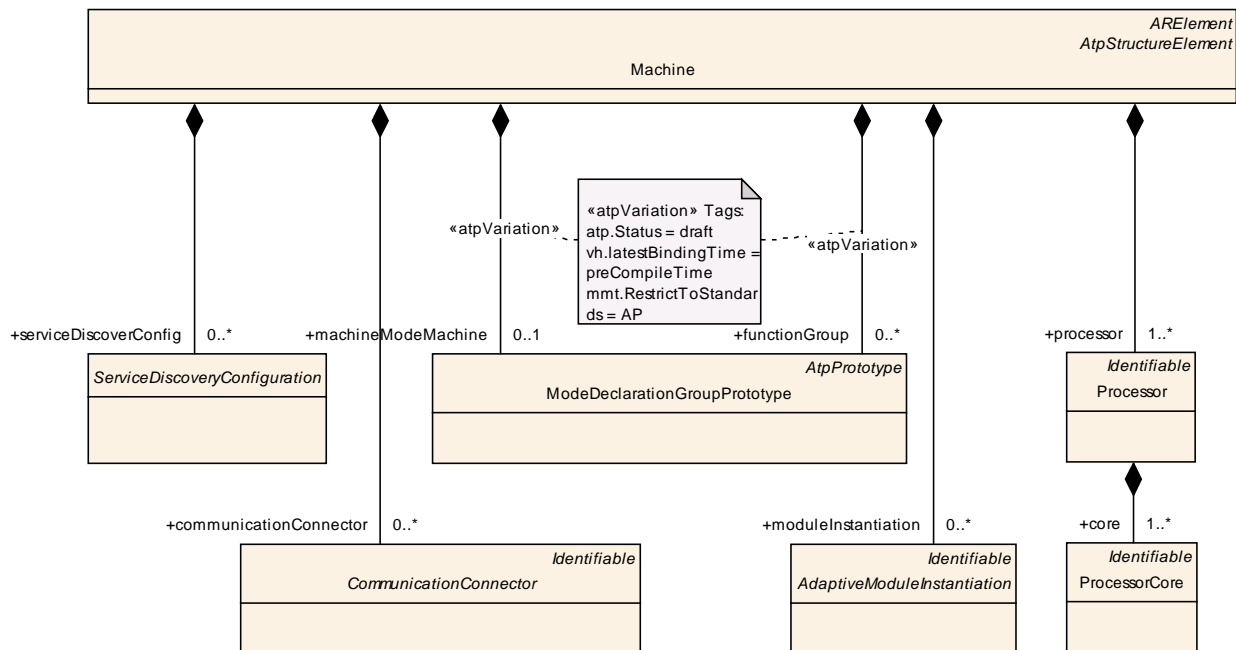 ARElement
AtpStructureElement
Machine
«atpVariation» Tags:
atp.Status = draft
vh.latestBindingTime =
preCompileTime
mmt.RestrictToStandar
ds = AP
«atpVariation»
«atpVariation»
+serviceDiscoverConfig 0..*
+machineModeMachine 0..1
+functionGroup 0..*
+processor 1..*
ServiceDiscoveryConfiguration
AtpPrototype
ModeDeclarationGroupPrototype
Identifiable
Processor
+communicationConnector 0..*
+moduleInstantiation 0..*
+core 1..*
Identifiable
CommunicationConnector
Identifiable
AdaptiveModuleInstantiation
Identifiable
ProcessorCore